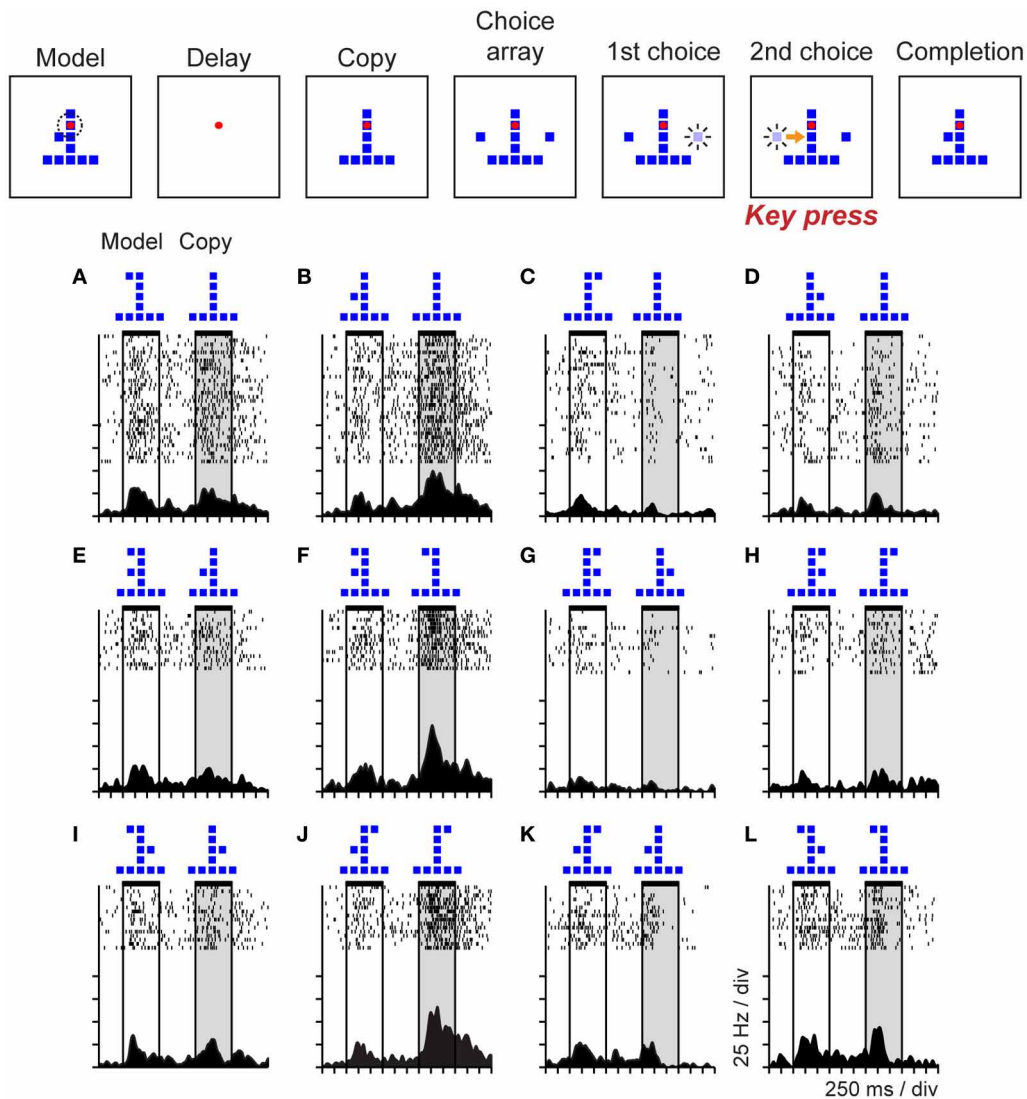 Model Delay Copy Choice array 1st choice 2nd choice Completion
Key press
Model Copy
A B C D
E F G H
I J K L
25 Hz / div
250 ms / div